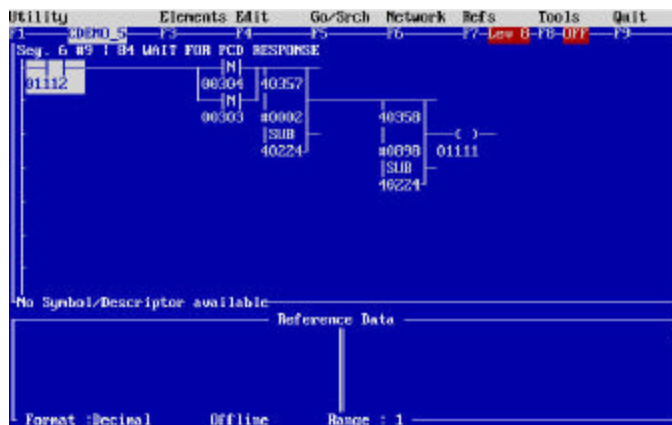 Utility Elements Edit Go/Srch Network Refs Tools Quit
F1 XDEMO_S F3 F4 F5 F6 F7-Lev 8-F8-OFF-F9
Seg. 6 #9 | 84 WAIT FOR PCD RESPONSE
[N]
01112 00304 40357
[N]
00303 #0002 40358
SUB ( )
40224 #0898 01111
SUB
40224
No Symbol/Descriptor available
Reference Data
Format :Decimal Offline Range : 1